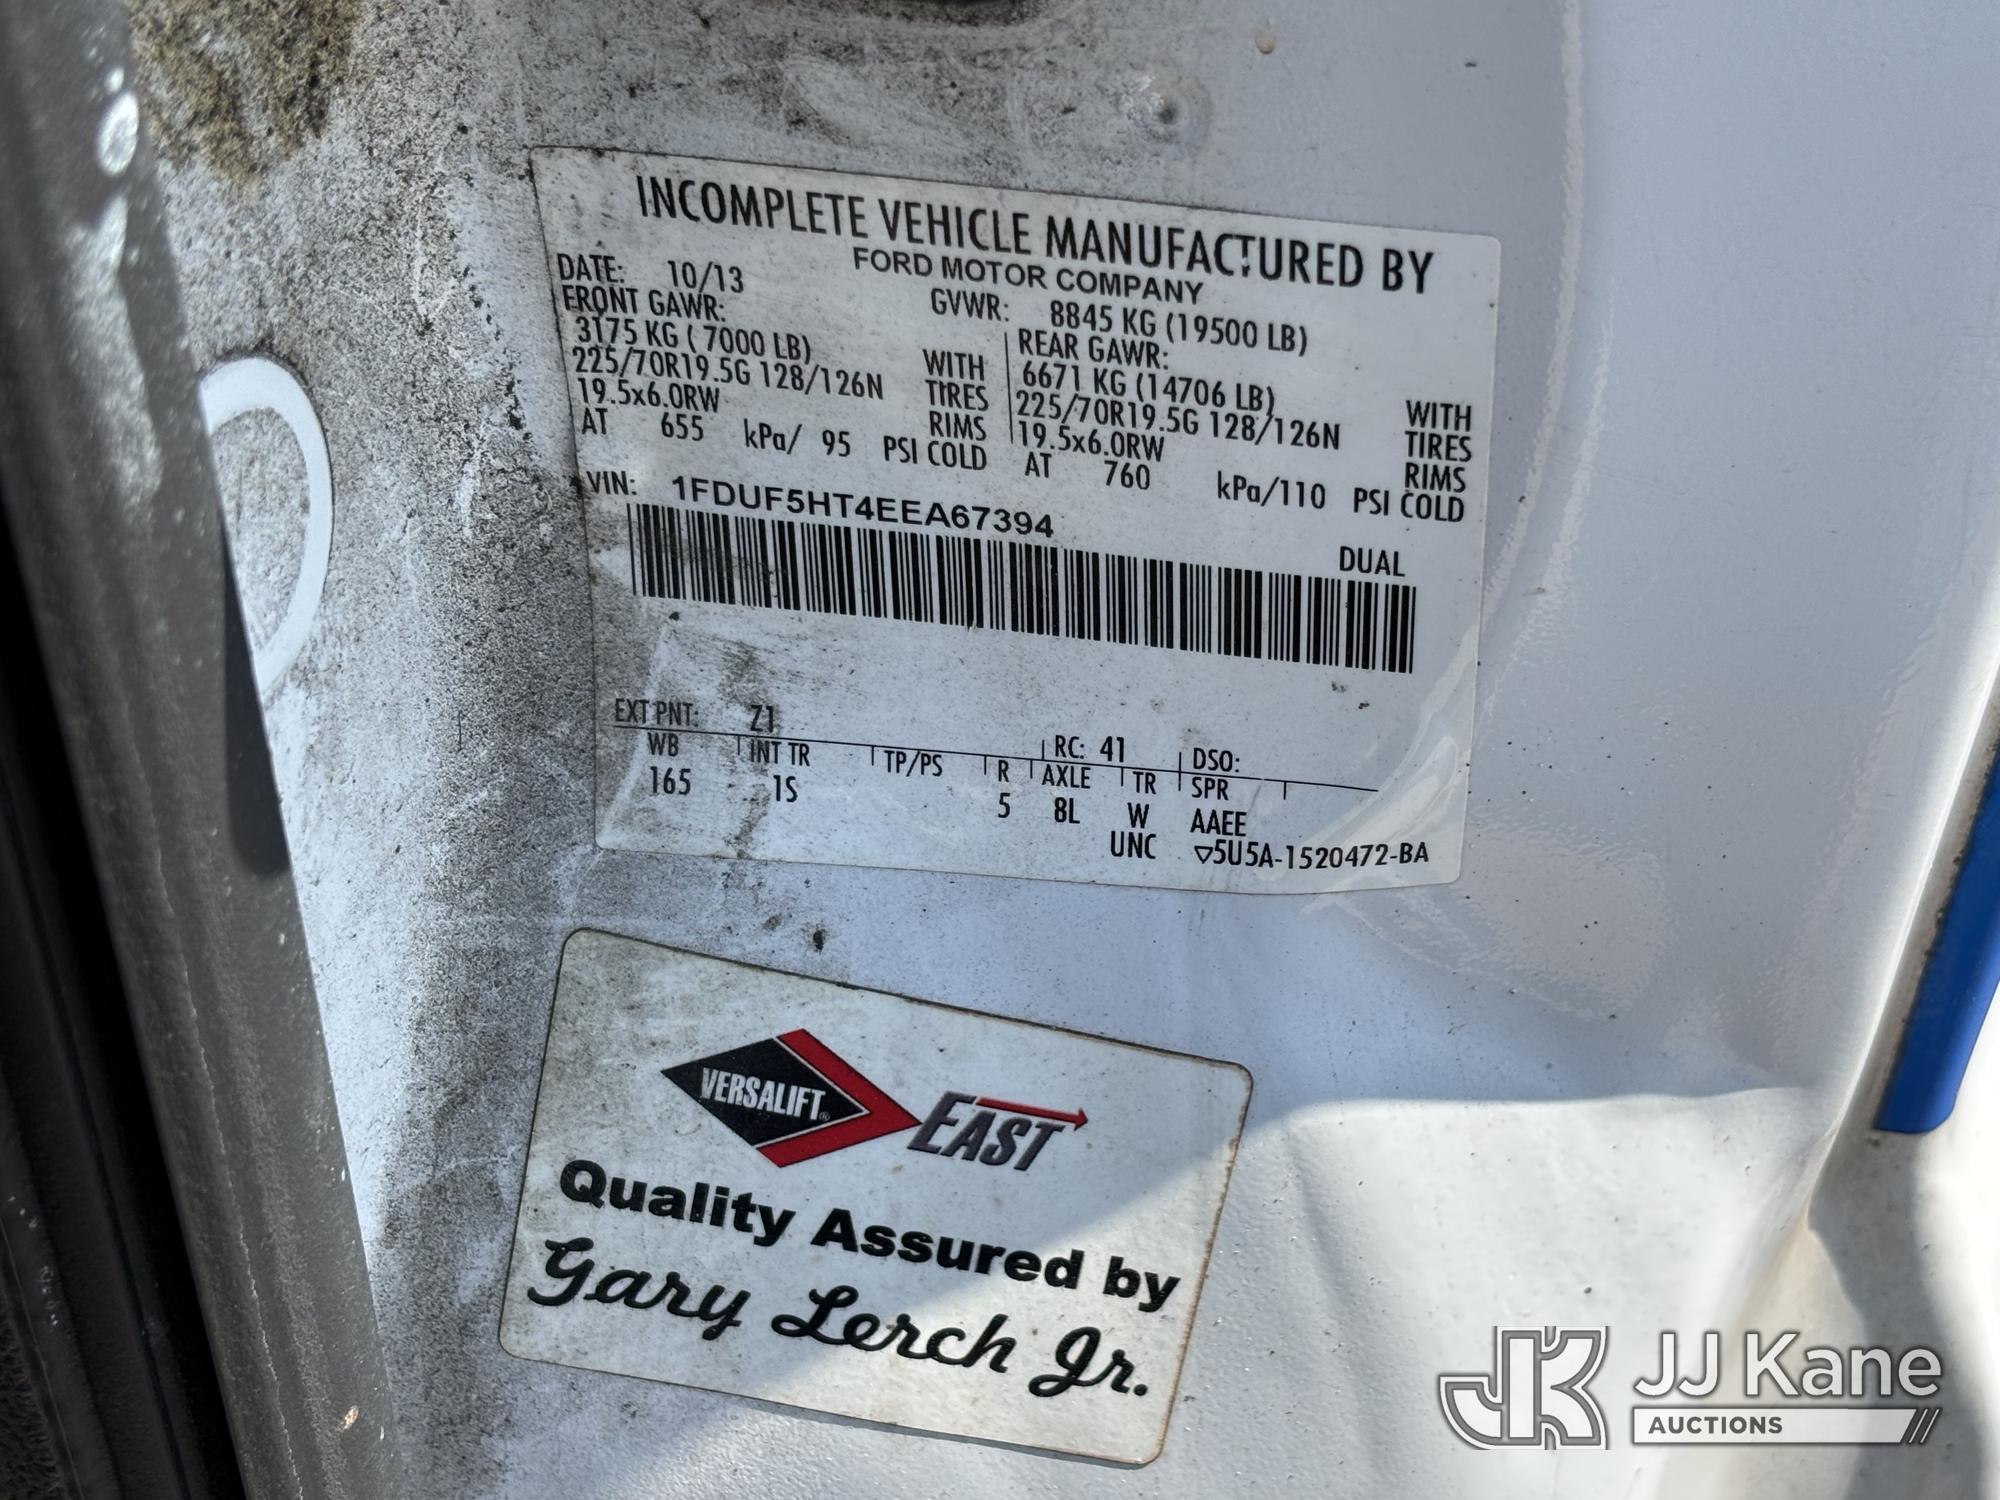 INCOMPLETE VEHICLE MANUFACTURED BY
FORD MOTOR COMPANY
DATE: 10/13 GVWR: 8845 KG (19500 LB)
FRONT GAWR: REAR GAWR:
3175 KG ( 7000 LB) WITH 6671 KG (14706 LB) WITH
225/70R19.5G 128/126N TIRES 225/70R19.5G 128/126N TIRES
19.5x6.0RW RIMS 19.5x6.0RW RIMS
AT 655 kPa/ 95 PSI COLD AT 760 kPa/110 PSI COLD
VIN: 1FDUF5HT4EEA67394
DUAL
EXT PNT: Z1 RC: 41 DSO:
WB INT TR TP/PS R AXLE TR SPR
165 1S 5 8L W AAEE
UNC ▽5U5A-1520472-BA
VERSALIFT® EAST
Quality Assured by
Gary Lerch Jr.
JK JJ Kane
AUCTIONS